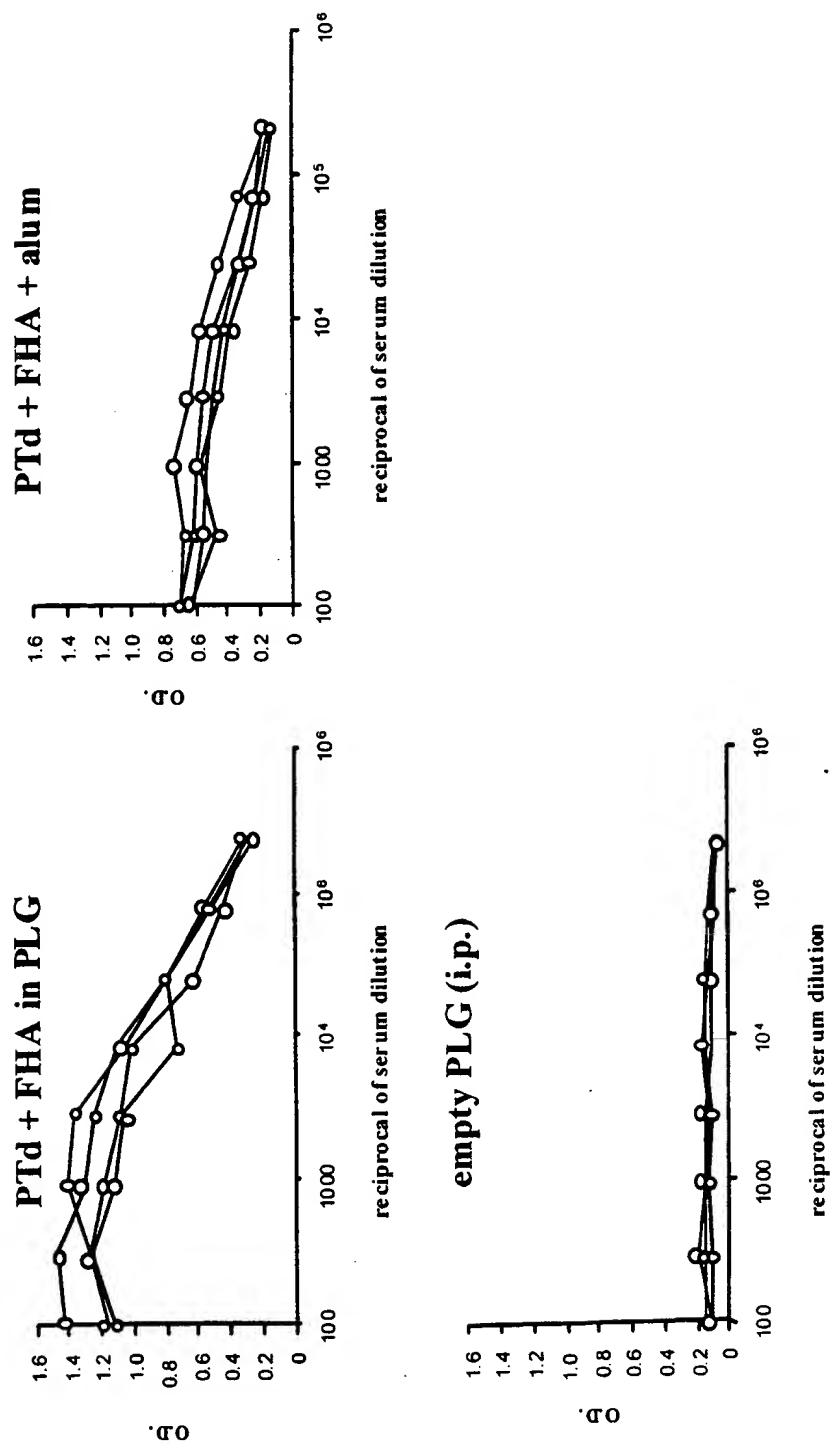 PTd + FHA in PLG
1.6
1.4
1.2
1.0
0.8
0.6
0.4
0.2
0
O.D.
100 1000 10⁴ 10⁶ 10⁶
reciprocal of serum dilution
PTd + FHA + alum
1.6
1.4
1.2
1.0
0.8
0.6
0.4
0.2
0
O.D.
100 1000 10⁴ 10⁵ 10⁶
reciprocal of serum dilution
empty PLG (i.p.)
1.6
1.4
1.2
1.0
0.8
0.6
0.4
0.2
0
O.D.
100 1000 10⁴ 10⁶ 10⁶
reciprocal of serum dilution